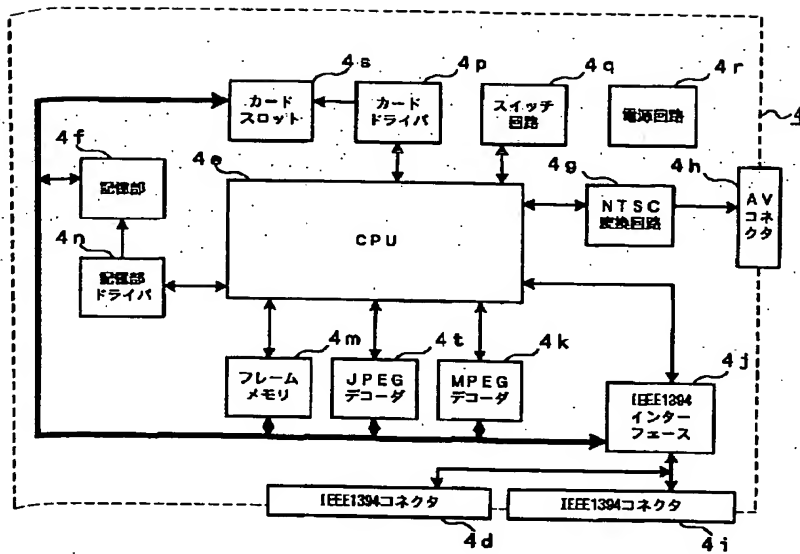 4s
4p
4q
4r
カード
スロット
カード
ドライバ
スイッチ
回路
電源回路
4
4f
4e
4g
4h
記憶部
CPU
NTSC
変換回路
AV
コネクタ
4n
記憶部
ドライバ
4m
4t
4k
4j
フレーム
メモリ
JPEG
デコーダ
MPEG
デコーダ
IEEE1394
インター
フェース
IEEE1394コネクタ
IEEE1394コネクタ
4d
4i